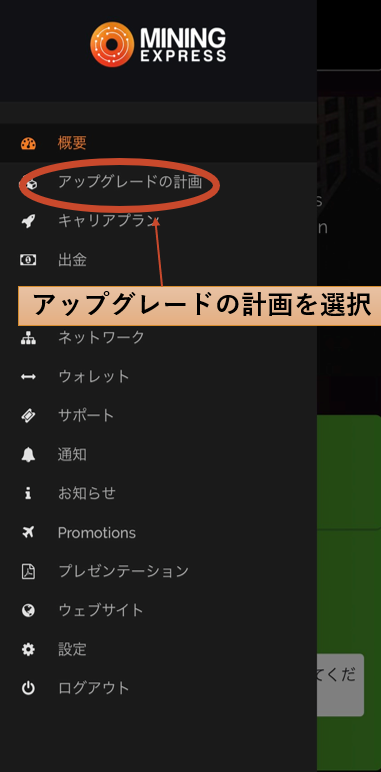 MINING
EXPRESS
概要
アップグレードの計画
s
キャリアプラン
n
出金
アップグレードの計画を選択
ネットワーク
ウォレット
サポート
通知
お知らせ
Promotions
プレゼンテーション
ウェブサイト
設定
てくだ
ログアウト